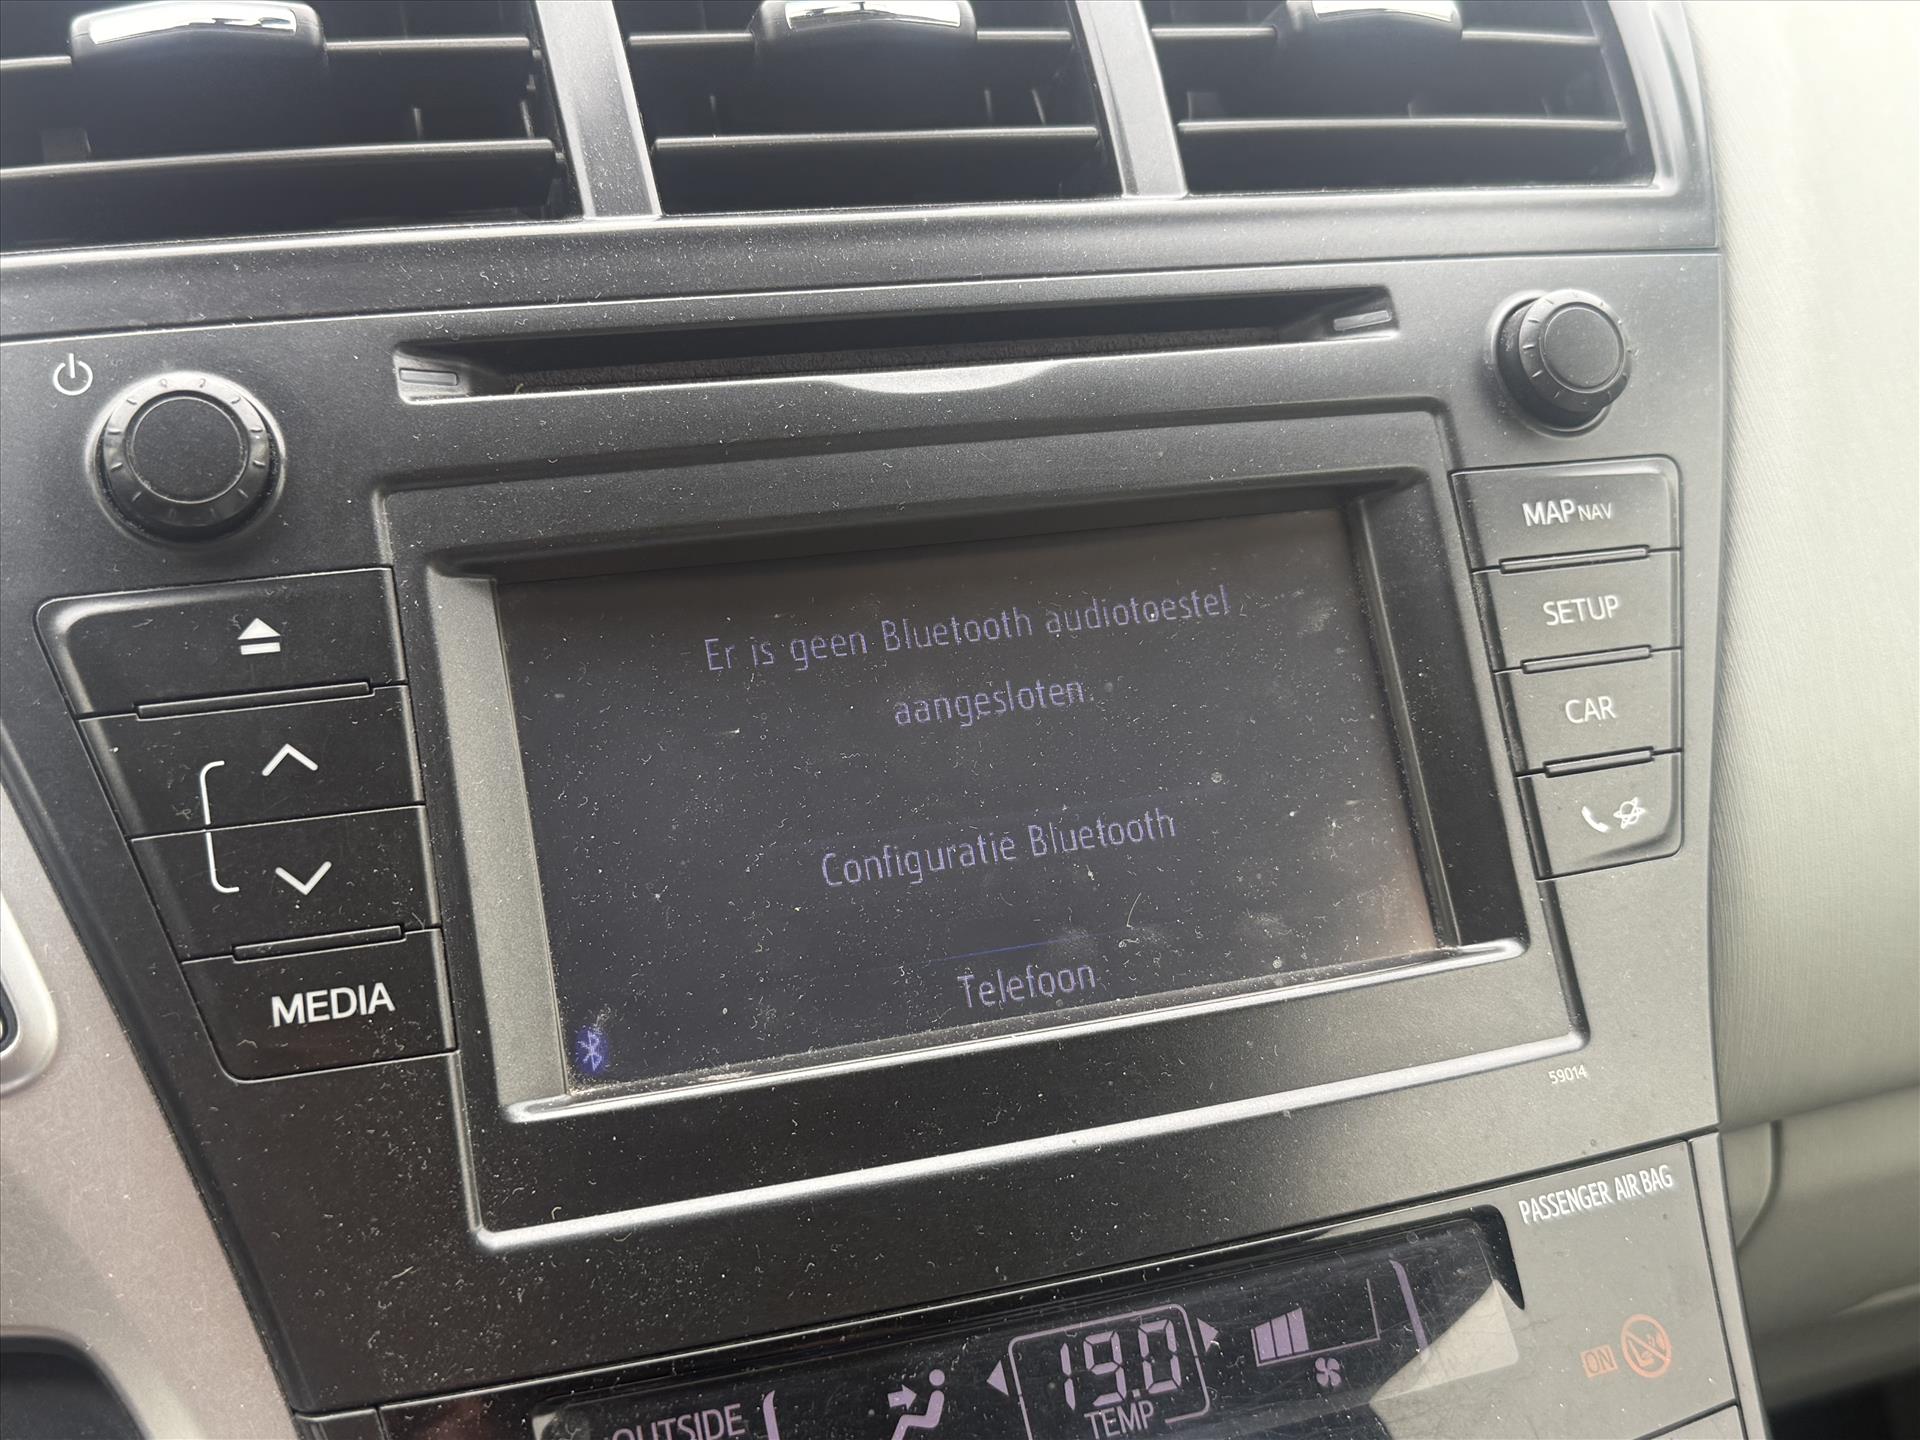 MAP NAV
SETUP
CAR
MEDIA
Er is geen Bluetooth audiotoestel
aangesloten.
Configuratie Bluetooth
Telefoon
59014
PASSENGER AIR BAG
ON
19.0
TEMP
OUTSIDE